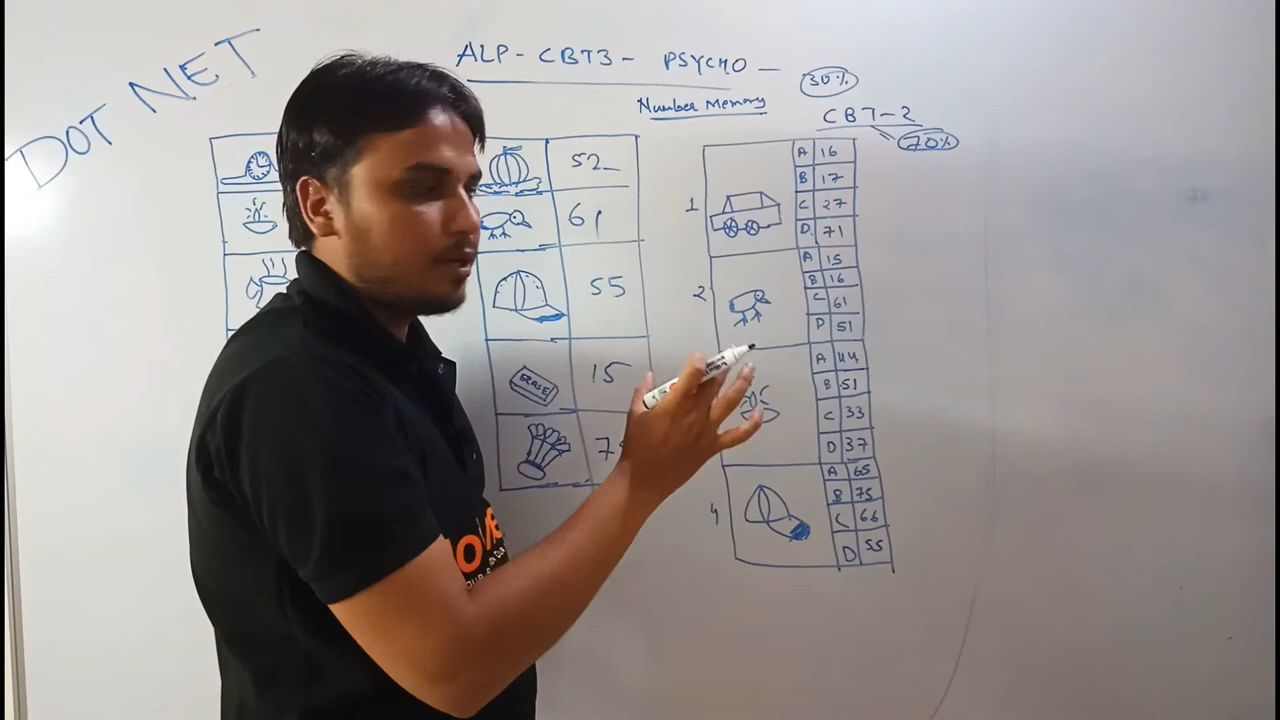 DOT NET
ALP - CBT3 - PSYCHO -
30%
Number Memory
CBT-2
70%
52
61
55
ERASE
15
1
A 16
B 17
C 27
D. 71
2
A 15
B 16
C 61
D 51
A 44
B 51
C 33
D 37
4
A 65
B 75
C 66
D 55